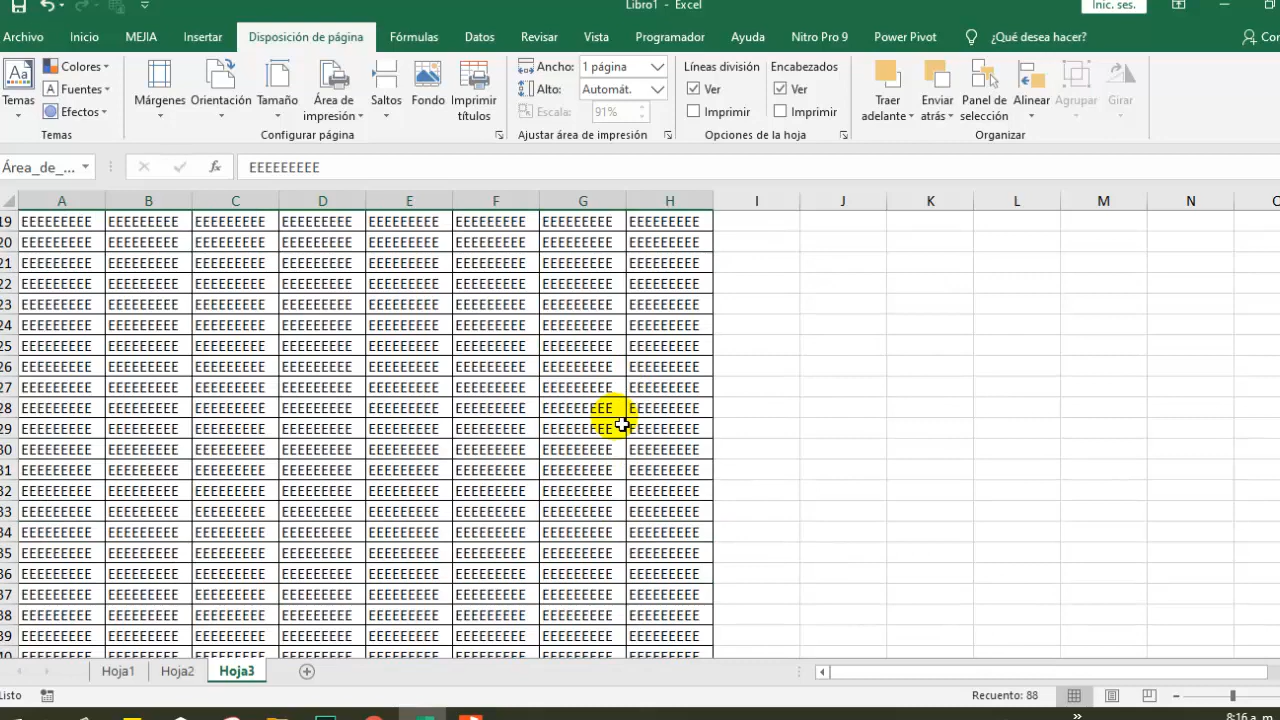 Libro1 - Excel
Inic. ses.
Archivo Inicio MEJIA Insertar Disposición de página Fórmulas Datos Revisar Vista Programador Ayuda Nitro Pro 9 Power Pivot ¿Qué desea hacer?
Aa Temas
Colores
Fuentes
Efectos
Temas
Márgenes Orientación Tamaño Área de impresión Saltos Fondo Imprimir títulos
Configurar página
Ancho: 1 página
Alto: Automát.
Escala: 91%
Ajustar área de impresión
Líneas división Encabezados
Ver Ver
Imprimir Imprimir
Opciones de la hoja
Traer adelante Enviar atrás Panel de selección Alinear Agrupar Girar
Organizar
Área_de_... fx EEEEEEEEE
A B C D E F G H I J K L M N
19 EEEEEEEEE EEEEEEEEE EEEEEEEEE EEEEEEEEE EEEEEEEEE EEEEEEEEE EEEEEEEEE EEEEEEEEE
20 EEEEEEEEE EEEEEEEEE EEEEEEEEE EEEEEEEEE EEEEEEEEE EEEEEEEEE EEEEEEEEE EEEEEEEEE
21 EEEEEEEEE EEEEEEEEE EEEEEEEEE EEEEEEEEE EEEEEEEEE EEEEEEEEE EEEEEEEEE EEEEEEEEE
22 EEEEEEEEE EEEEEEEEE EEEEEEEEE EEEEEEEEE EEEEEEEEE EEEEEEEEE EEEEEEEEE EEEEEEEEE
23 EEEEEEEEE EEEEEEEEE EEEEEEEEE EEEEEEEEE EEEEEEEEE EEEEEEEEE EEEEEEEEE EEEEEEEEE
24 EEEEEEEEE EEEEEEEEE EEEEEEEEE EEEEEEEEE EEEEEEEEE EEEEEEEEE EEEEEEEEE EEEEEEEEE
25 EEEEEEEEE EEEEEEEEE EEEEEEEEE EEEEEEEEE EEEEEEEEE EEEEEEEEE EEEEEEEEE EEEEEEEEE
26 EEEEEEEEE EEEEEEEEE EEEEEEEEE EEEEEEEEE EEEEEEEEE EEEEEEEEE EEEEEEEEE EEEEEEEEE
27 EEEEEEEEE EEEEEEEEE EEEEEEEEE EEEEEEEEE EEEEEEEEE EEEEEEEEE EEEEEEEEE EEEEEEEEE
28 EEEEEEEEE EEEEEEEEE EEEEEEEEE EEEEEEEEE EEEEEEEEE EEEEEEEEE EEEEEEEEE EEEEEEEEE
29 EEEEEEEEE EEEEEEEEE EEEEEEEEE EEEEEEEEE EEEEEEEEE EEEEEEEEE EEEEEEEEE EEEEEEEEE
30 EEEEEEEEE EEEEEEEEE EEEEEEEEE EEEEEEEEE EEEEEEEEE EEEEEEEEE EEEEEEEEE EEEEEEEEE
31 EEEEEEEEE EEEEEEEEE EEEEEEEEE EEEEEEEEE EEEEEEEEE EEEEEEEEE EEEEEEEEE EEEEEEEEE
32 EEEEEEEEE EEEEEEEEE EEEEEEEEE EEEEEEEEE EEEEEEEEE EEEEEEEEE EEEEEEEEE EEEEEEEEE
33 EEEEEEEEE EEEEEEEEE EEEEEEEEE EEEEEEEEE EEEEEEEEE EEEEEEEEE EEEEEEEEE EEEEEEEEE
34 EEEEEEEEE EEEEEEEEE EEEEEEEEE EEEEEEEEE EEEEEEEEE EEEEEEEEE EEEEEEEEE EEEEEEEEE
35 EEEEEEEEE EEEEEEEEE EEEEEEEEE EEEEEEEEE EEEEEEEEE EEEEEEEEE EEEEEEEEE EEEEEEEEE
36 EEEEEEEEE EEEEEEEEE EEEEEEEEE EEEEEEEEE EEEEEEEEE EEEEEEEEE EEEEEEEEE EEEEEEEEE
37 EEEEEEEEE EEEEEEEEE EEEEEEEEE EEEEEEEEE EEEEEEEEE EEEEEEEEE EEEEEEEEE EEEEEEEEE
38 EEEEEEEEE EEEEEEEEE EEEEEEEEE EEEEEEEEE EEEEEEEEE EEEEEEEEE EEEEEEEEE EEEEEEEEE
39 EEEEEEEEE EEEEEEEEE EEEEEEEEE EEEEEEEEE EEEEEEEEE EEEEEEEEE EEEEEEEEE EEEEEEEEE
Hoja1 Hoja2 Hoja3
Listo Recuento: 88
8:16 a. m.